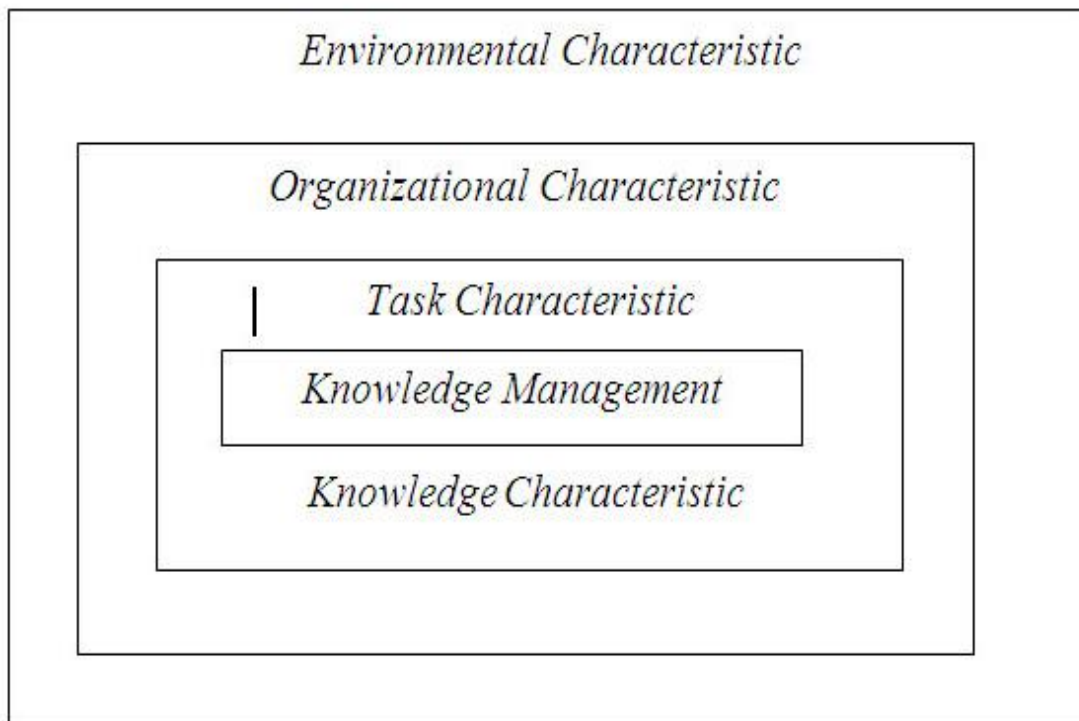 Environmental Characteristic
Organizational Characteristic
Task Characteristic
Knowledge Management
Knowledge Characteristic